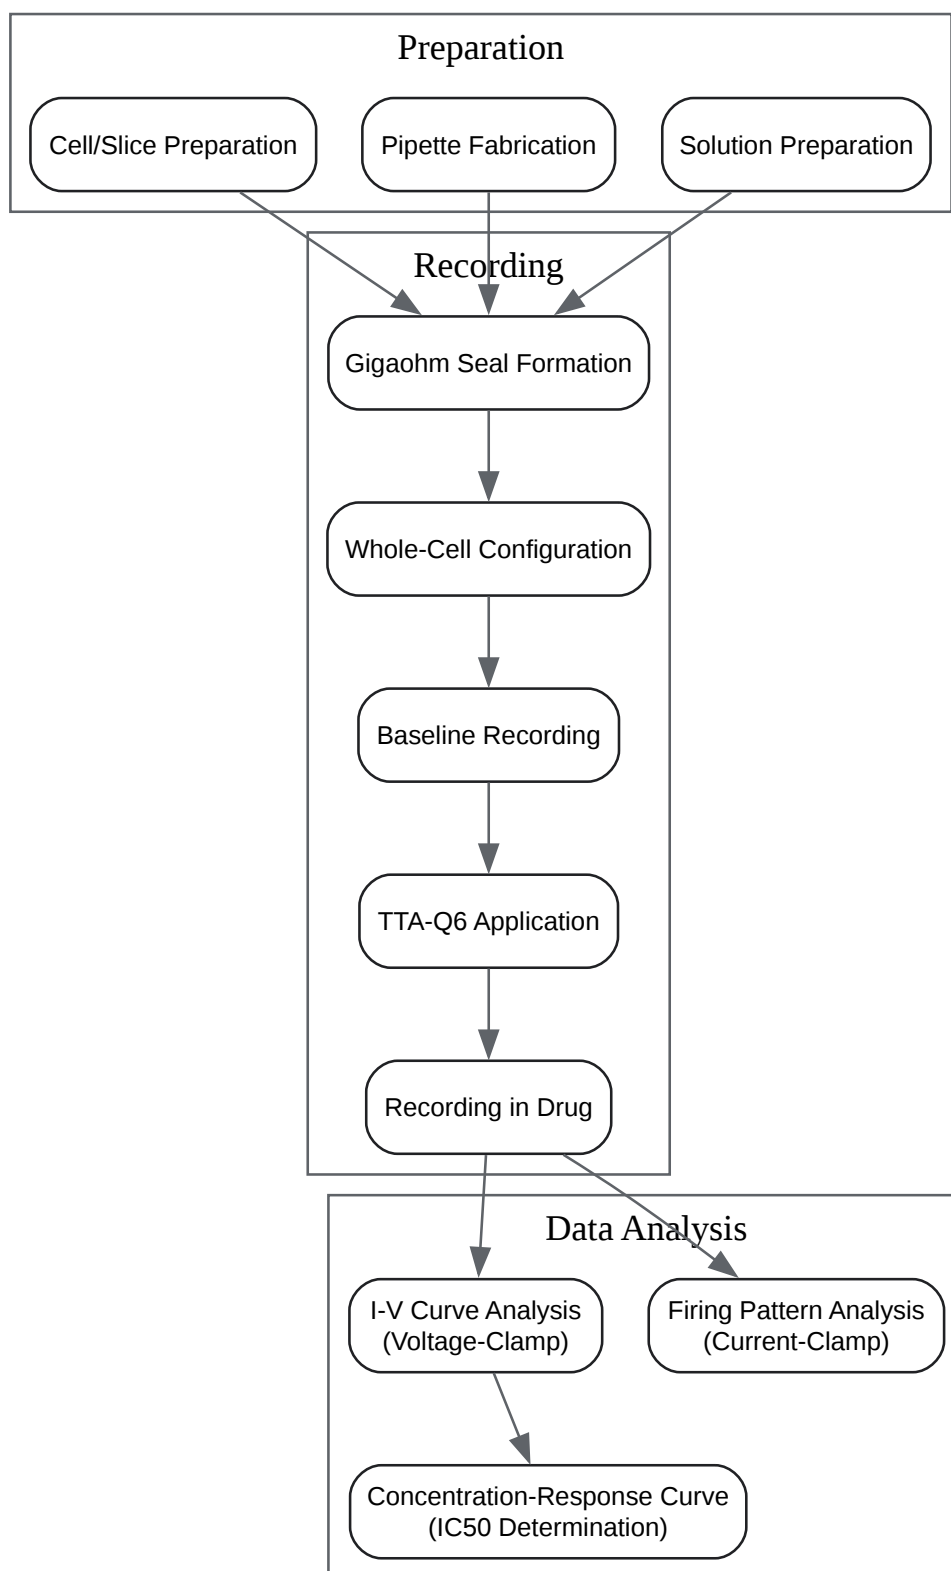 Preparation
Cell/Slice Preparation
Pipette Fabrication
Solution Preparation
Recording
Gigaohm Seal Formation
Whole-Cell Configuration
Baseline Recording
TTA-Q6 Application
Recording in Drug
Data Analysis
I-V Curve Analysis
(Voltage-Clamp)
Firing Pattern Analysis
(Current-Clamp)
Concentration-Response Curve
(IC50 Determination)